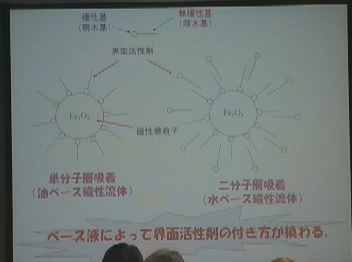 極性基
(親水基)
無極性基
(疎水基)
界面活性剤
Fe₃O₄
Fe₃O₄
磁性微粒子
単分子層吸着
(油ベース磁性流体)
二分子層吸着
(水ベース磁性流体)
ベース液によって界面活性剤の付き方が換わる.